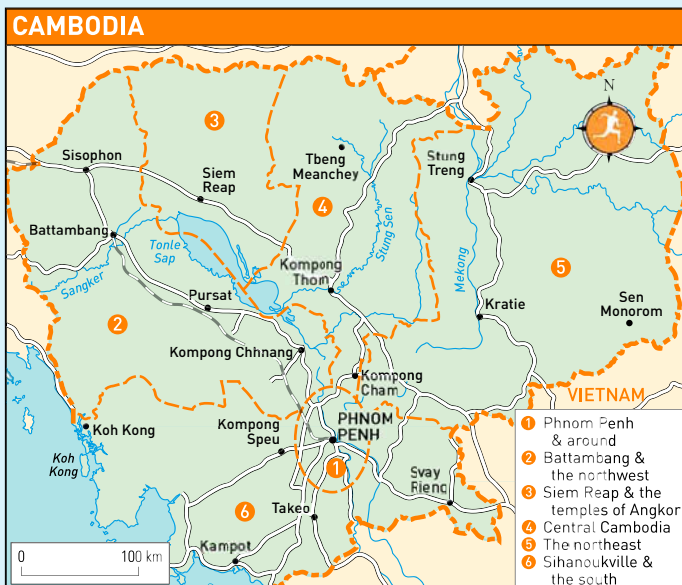 CAMBODIA
N
3
Sisophon
Siem
Reap
Tbeng
Meanchey
Stung
Treng
4
Battambang
Tonle
Sap
Stung Sen
Kompong
Thom
Mekong
5
Sangker
Pursat
Kratie
Sen
Monorom
2
Kompong Chhnang
Kompong
Cham
VIETNAM
Koh Kong
Kompong
Speu
PHNOM
PENH
Koh
Kong
1
Svay
Rieng
6
Takeo
Kampot
0 100 km
1 Phnom Penh
& around
2 Battambang &
the northwest
3 Siem Reap & the
temples of Angkor
4 Central Cambodia
5 The northeast
6 Sihanoukville &
the south